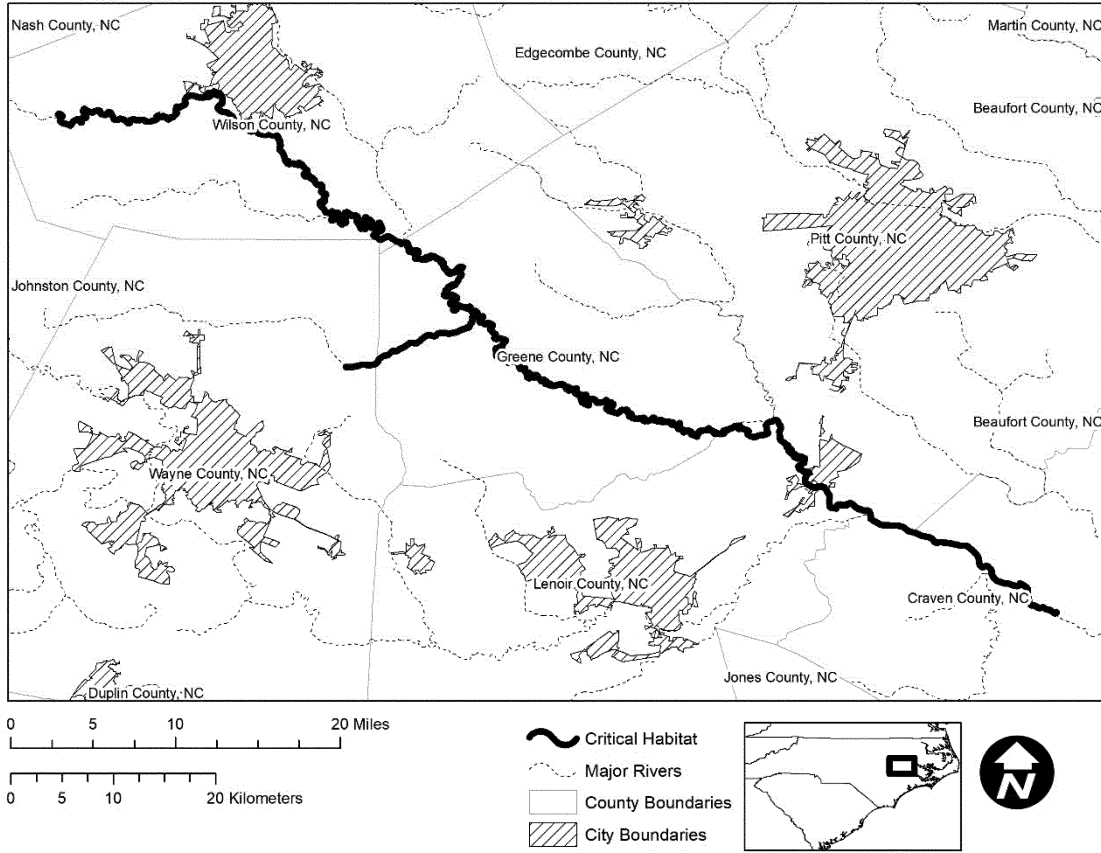 Nash County, NC
Martin County, NC
Edgecombe County, NC
Beaufort County, NC
Wilson County, NC
Pitt County, NC
Johnston County, NC
Greene County, NC
Beaufort County, NC
Wayne County, NC
Lenoir County, NC
Craven County, NC
Jones County, NC
Duplin County, NC
0 5 10 20 Miles
0 5 10 20 Kilometers
Critical Habitat
Major Rivers
County Boundaries
City Boundaries
N